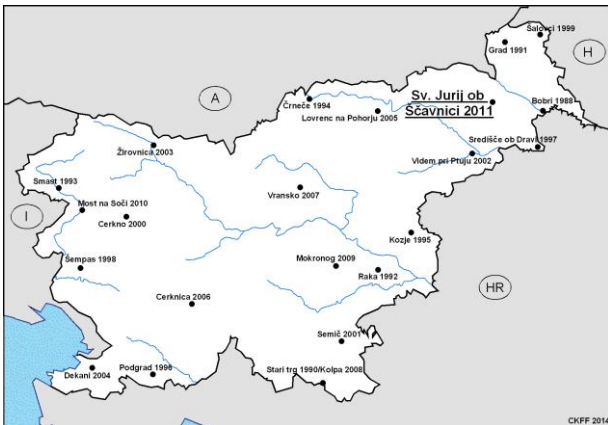 Šalovci 1999
Grad 1991
H
A
Črneče 1994
Sv. Jurij ob
Ščavnici 2011
Bobri 1988
Lovrenc na Pohorju 2005
Središče ob Dravi 1997
Žirovnica 2003
Videm pri Ptuju 2002
Smast 1993
Vransko 2007
Most na Soči 2010
I
Cerkno 2000
Kozje 1995
Šempas 1998
Mokronog 2009
Raka 1992
HR
Cerknica 2006
Semič 2001
Dekani 2004
Podgrad 1996
Stari trg 1990/Kolpa 2008
CKFF 2014